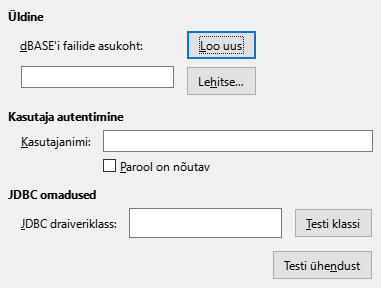 Üldine
dBASE'i failide asukoht:
Loo uus
Lehitse...
Kasutaja autentimine
Kasutajanimi:
Parool on nõutav
JDBC omadused
JDBC draiveriklass:
Testi klassi
Testi ühendust